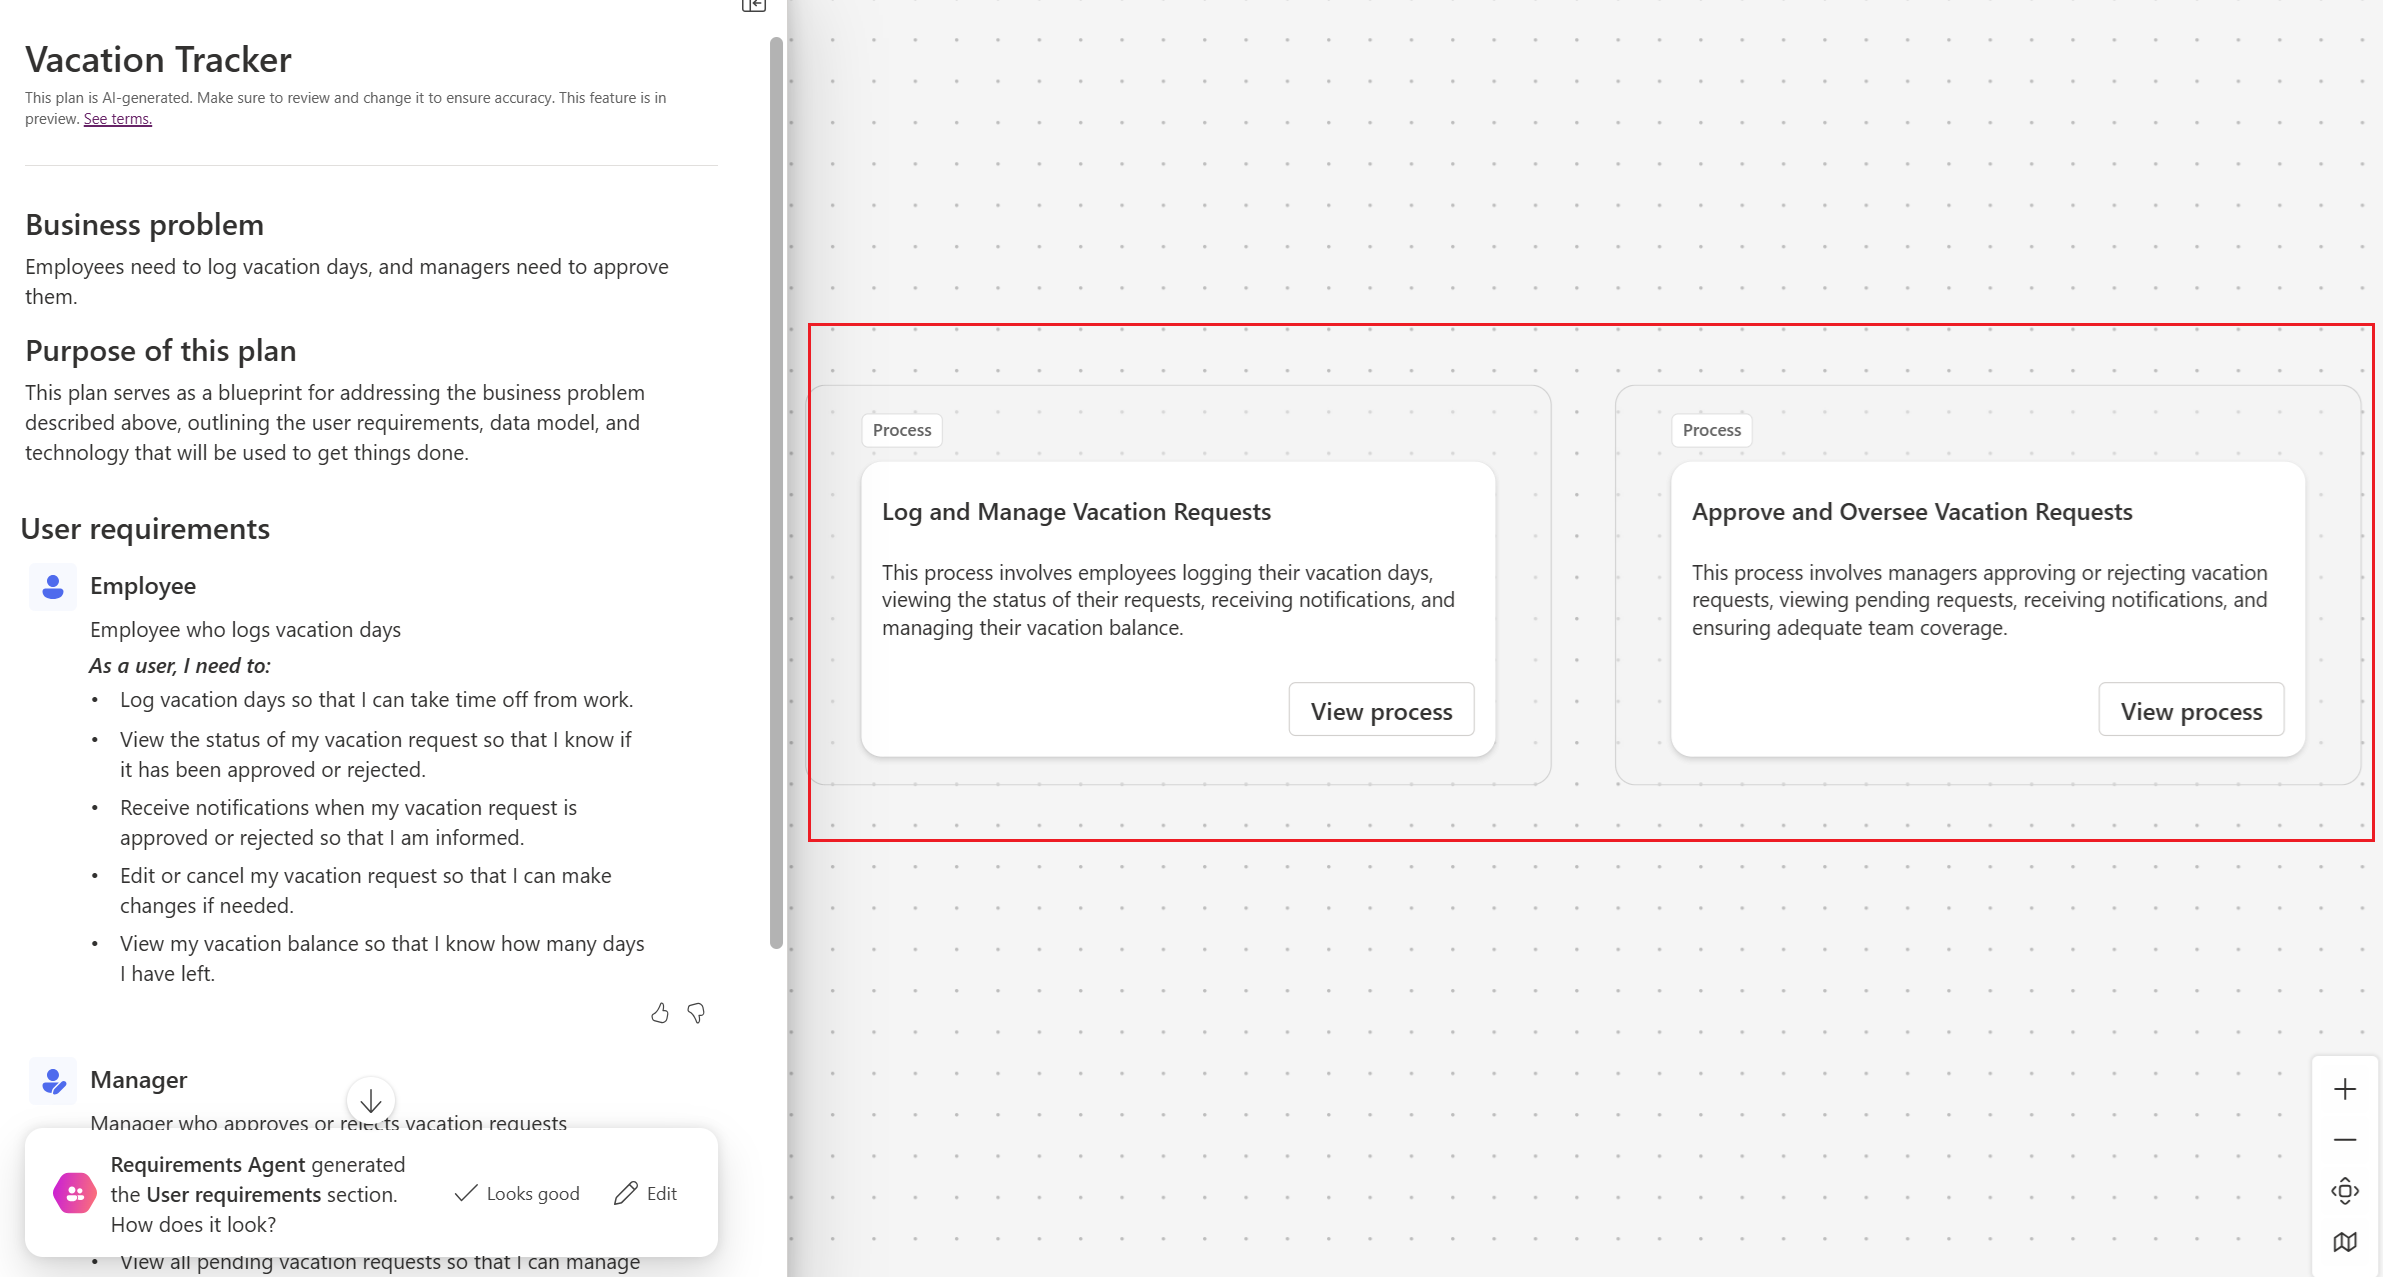 Vacation Tracker
This plan is AI-generated. Make sure to review and change it to ensure accuracy. This feature is in
preview. See terms.
Business problem
Employees need to log vacation days, and managers need to approve
them.
Purpose of this plan
This plan serves as a blueprint for addressing the business problem
described above, outlining the user requirements, data model, and
technology that will be used to get things done.
User requirements
Employee
Employee who logs vacation days
As a user, I need to:
• Log vacation days so that I can take time off from work.
• View the status of my vacation request so that I know if
it has been approved or rejected.
• Receive notifications when my vacation request is
approved or rejected so that I am informed.
• Edit or cancel my vacation request so that I can make
changes if needed.
• View my vacation balance so that I know how many days
I have left.
Manager
Manager who approves or rejects vacation requests
Requirements Agent generated
the User requirements section.
How does it look?
Looks good
Edit
• View all pending vacation requests so that I can manage
Process
Log and Manage Vacation Requests
This process involves employees logging their vacation days,
viewing the status of their requests, receiving notifications, and
managing their vacation balance.
View process
Process
Approve and Oversee Vacation Requests
This process involves managers approving or rejecting vacation
requests, viewing pending requests, receiving notifications, and
ensuring adequate team coverage.
View process